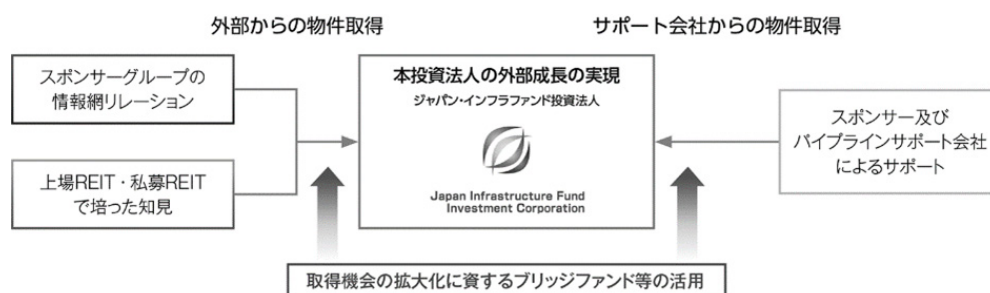 外部からの物件取得
サポート会社からの物件取得
スポンサーグループの
情報網リレーション
上場REIT・私募REIT
で培った知見
本投資法人の外部成長の実現
ジャパン・インフラファンド投資法人
Japan Infrastructure Fund
Investment Corporation
スポンサー及び
パイプラインサポート会社
によるサポート
取得機会の拡大化に資するブリッジファンド等の活用